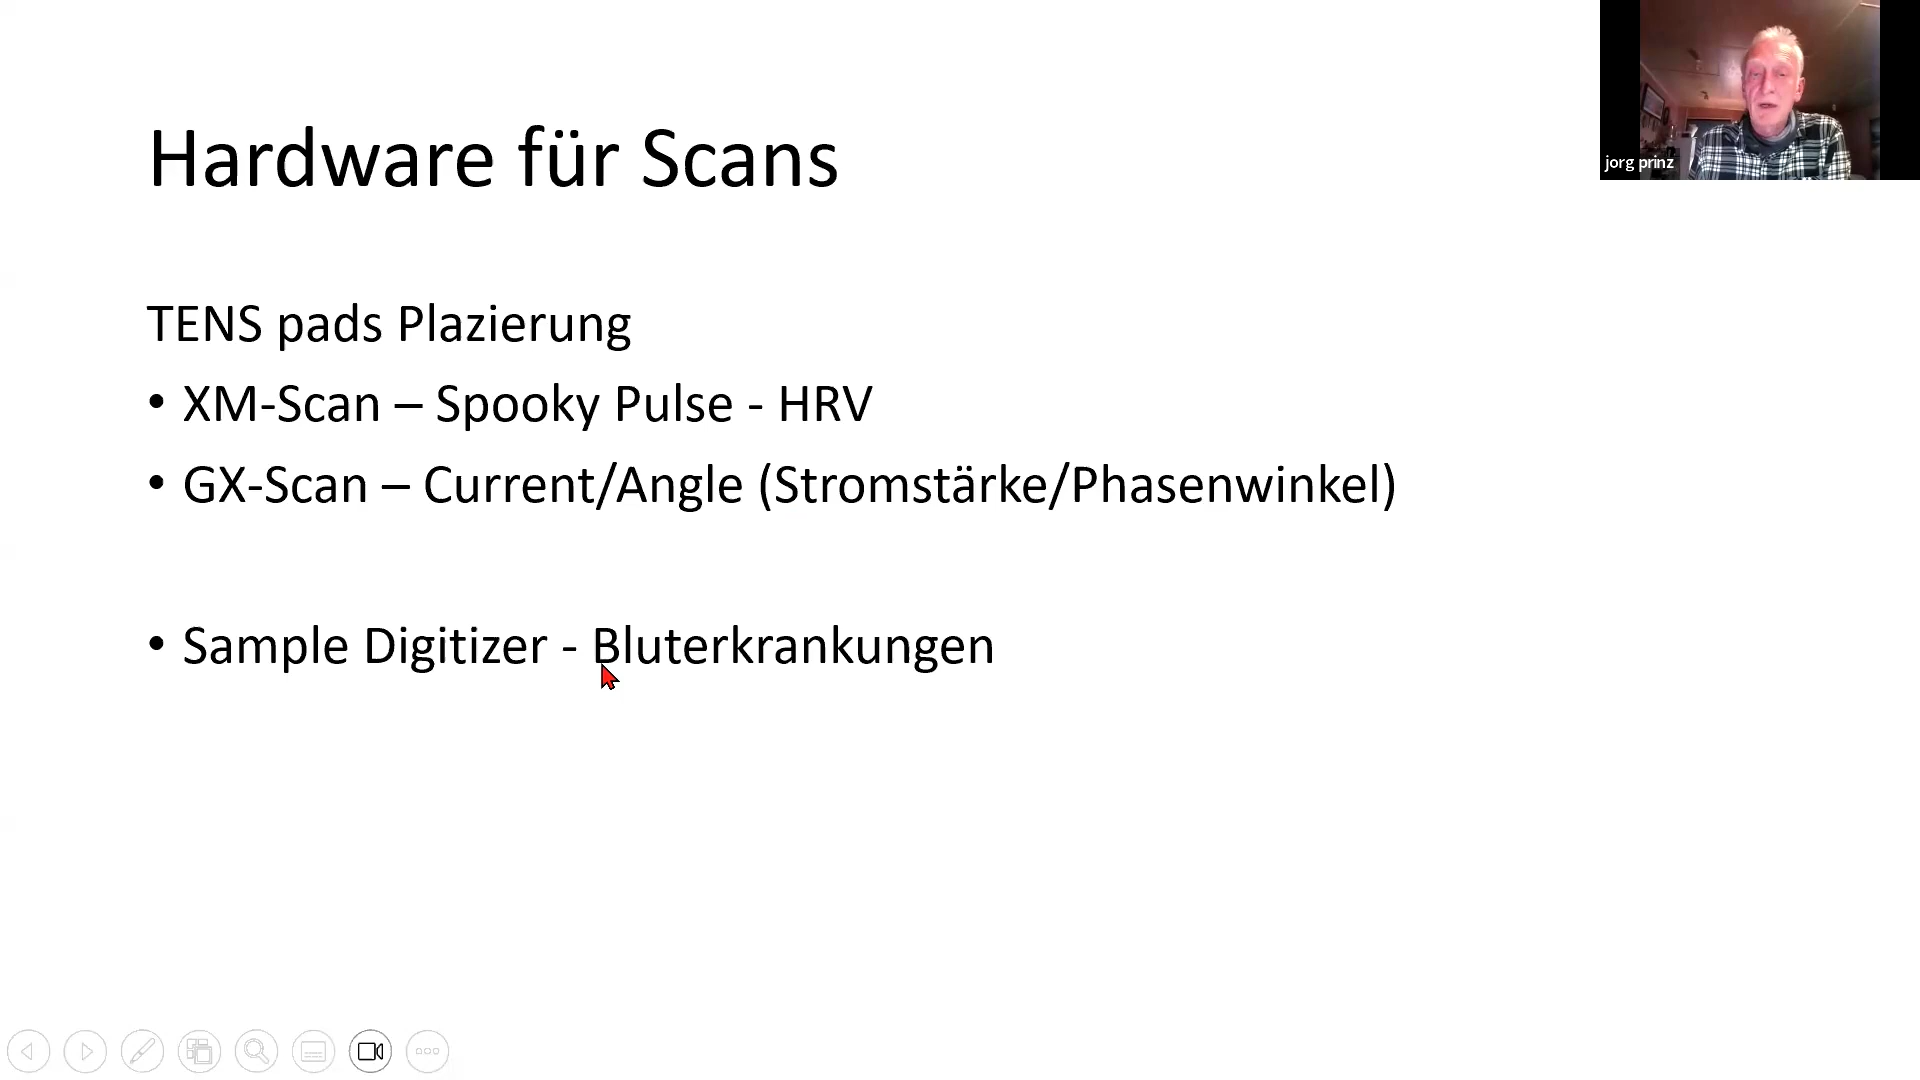 Hardware für Scans
jorg prinz
TENS pads Plazierung
• XM-Scan – Spooky Pulse - HRV
• GX-Scan – Current/Angle (Stromstärke/Phasenwinkel)
• Sample Digitizer - Bluterkrankungen